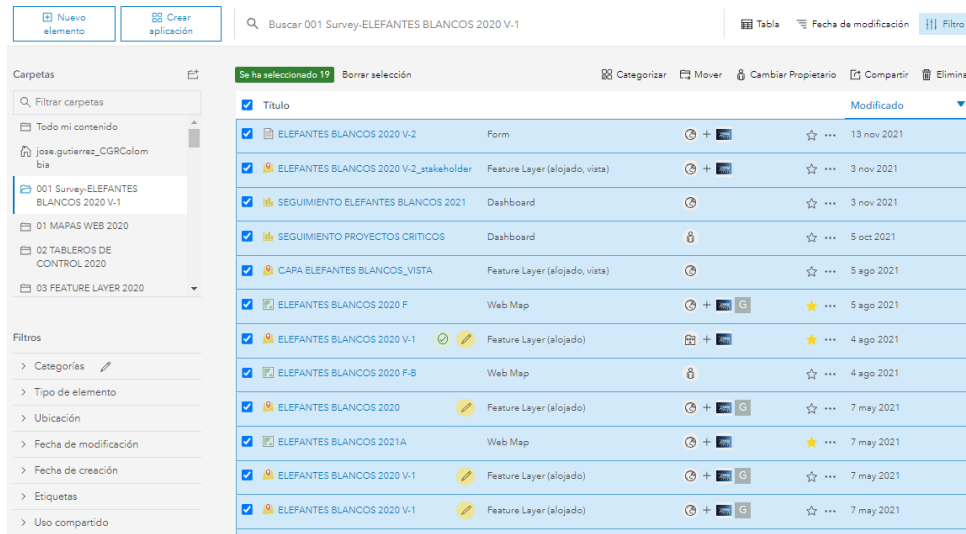 Nuevo
elemento
Crear
aplicación
Buscar 001 Survey-ELEFANTES BLANCOS 2020 V-1
Tabla
Fecha de modificación
Filtro
Carpetas
Filtrar carpetas
Todo mi contenido
jose.gutierrez_CGRColom
bia
001 Survey-ELEFANTES
BLANCOS 2020 V-1
01 MAPAS WEB 2020
02 TABLEROS DE
CONTROL 2020
03 FEATURE LAYER 2020
Filtros
Categorías
Tipo de elemento
Ubicación
Fecha de modificación
Fecha de creación
Etiquetas
Uso compartido
Se ha seleccionado 19 Borrar selección
Categorizar Mover Cambiar Propietario Compartir Elimina
Título Modificado
ELEFANTES BLANCOS 2020 V-2 Form 13 nov 2021
ELEFANTES BLANCOS 2020 V-2_stakeholder Feature Layer (alojado, vista) 3 nov 2021
SEGUIMIENTO ELEFANTES BLANCOS 2021 Dashboard 3 nov 2021
SEGUIMIENTO PROYECTOS CRITICOS Dashboard 5 oct 2021
CAPA ELEFANTES BLANCOS_VISTA Feature Layer (alojado, vista) 5 ago 2021
ELEFANTES BLANCOS 2020 F Web Map G 5 ago 2021
ELEFANTES BLANCOS 2020 V-1 Feature Layer (alojado) 4 ago 2021
ELEFANTES BLANCOS 2020 F-B Web Map 4 ago 2021
ELEFANTES BLANCOS 2020 Feature Layer (alojado) G 7 may 2021
ELEFANTES BLANCOS 2021A Web Map 7 may 2021
ELEFANTES BLANCOS 2020 V-1 Feature Layer (alojado) G 7 may 2021
ELEFANTES BLANCOS 2020 V-1 Feature Layer (alojado) G 7 may 2021